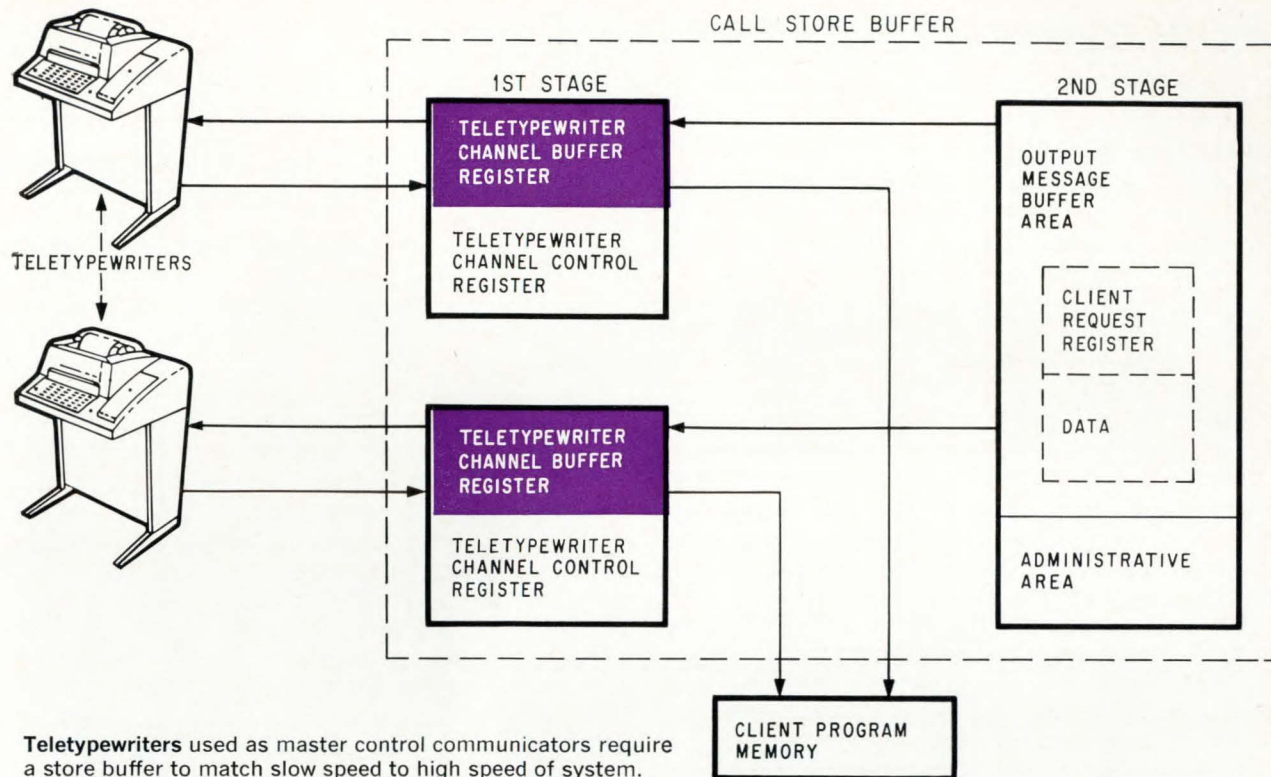 CALL STORE BUFFER
1ST STAGE
2ND STAGE
TELETYPEWRITER
CHANNEL BUFFER
REGISTER
TELETYPEWRITER
CHANNEL CONTROL
REGISTER
OUTPUT
MESSAGE
BUFFER
AREA
TELETYPEWRITERS
CLIENT
REQUEST
REGISTER
DATA
TELETYPEWRITER
CHANNEL BUFFER
REGISTER
TELETYPEWRITER
CHANNEL CONTROL
REGISTER
ADMINISTRATIVE
AREA
CLIENT PROGRAM
MEMORY
Teletypewriters used as master control communicators require
a store buffer to match slow speed to high speed of system.